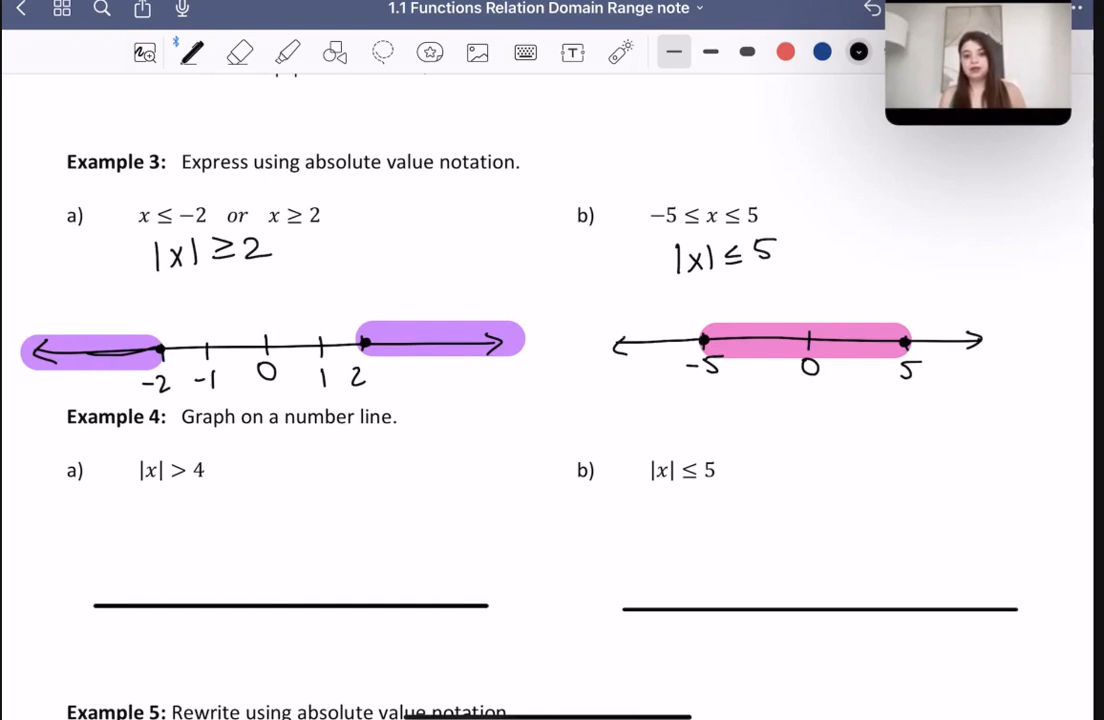 1.1 Functions Relation Domain Range note
T
Example 3: Express using absolute value notation.
a) x ≤ −2 or x ≥ 2
b) −5 ≤ x ≤ 5
|x| ≥ 2
|x| ≤ 5
-2 -1 0 1 2
-5 0 5
Example 4: Graph on a number line.
a) |x| > 4
b) |x| ≤ 5
Example 5: Rewrite using absolute value notation